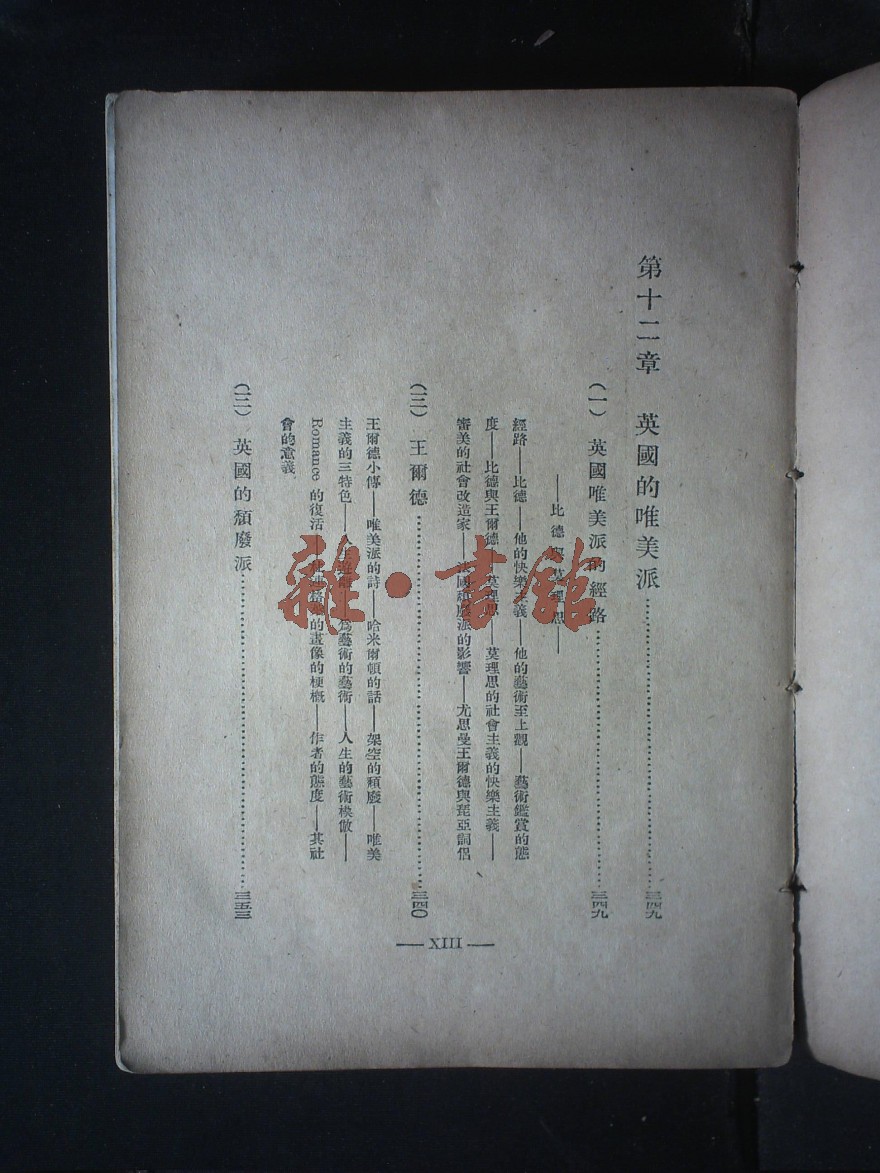 第十二章 英國的唯美派……………………三四九
(一) 英國唯美派的經路……………………三四九
——比德與莫理思——
經路——比德——他的快樂主義——他的藝術至上觀——藝術鑑賞的態
度——比德與王爾德——莫理思——莫理思的社會主義的快樂主義——
審美的社會改造家——國頹廢派的影響——尤思曼王爾德與琵亞詞侶
(二) 王爾德……………………三四〇
王爾德小傳——唯美派的詩——哈米爾頓的話——架空的頹廢——唯美
主義的三特色——爲藝術的藝術——人生的藝術模倣——
Romance 的復活——的畫像的梗概——作者的態度——其社
會的意義
(三) 英國的頹廢派……………………三五三
— XIII —
雜·書館